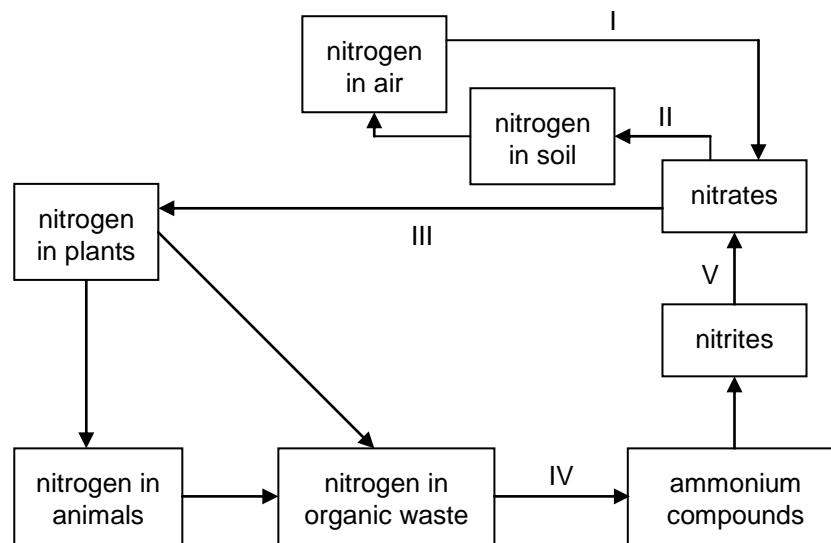 I
nitrogen
in air
II
nitrogen
in soil
nitrates
nitrogen
in plants
III
V
nitrites
nitrogen in
animals
nitrogen in
organic waste
IV
ammonium
compounds